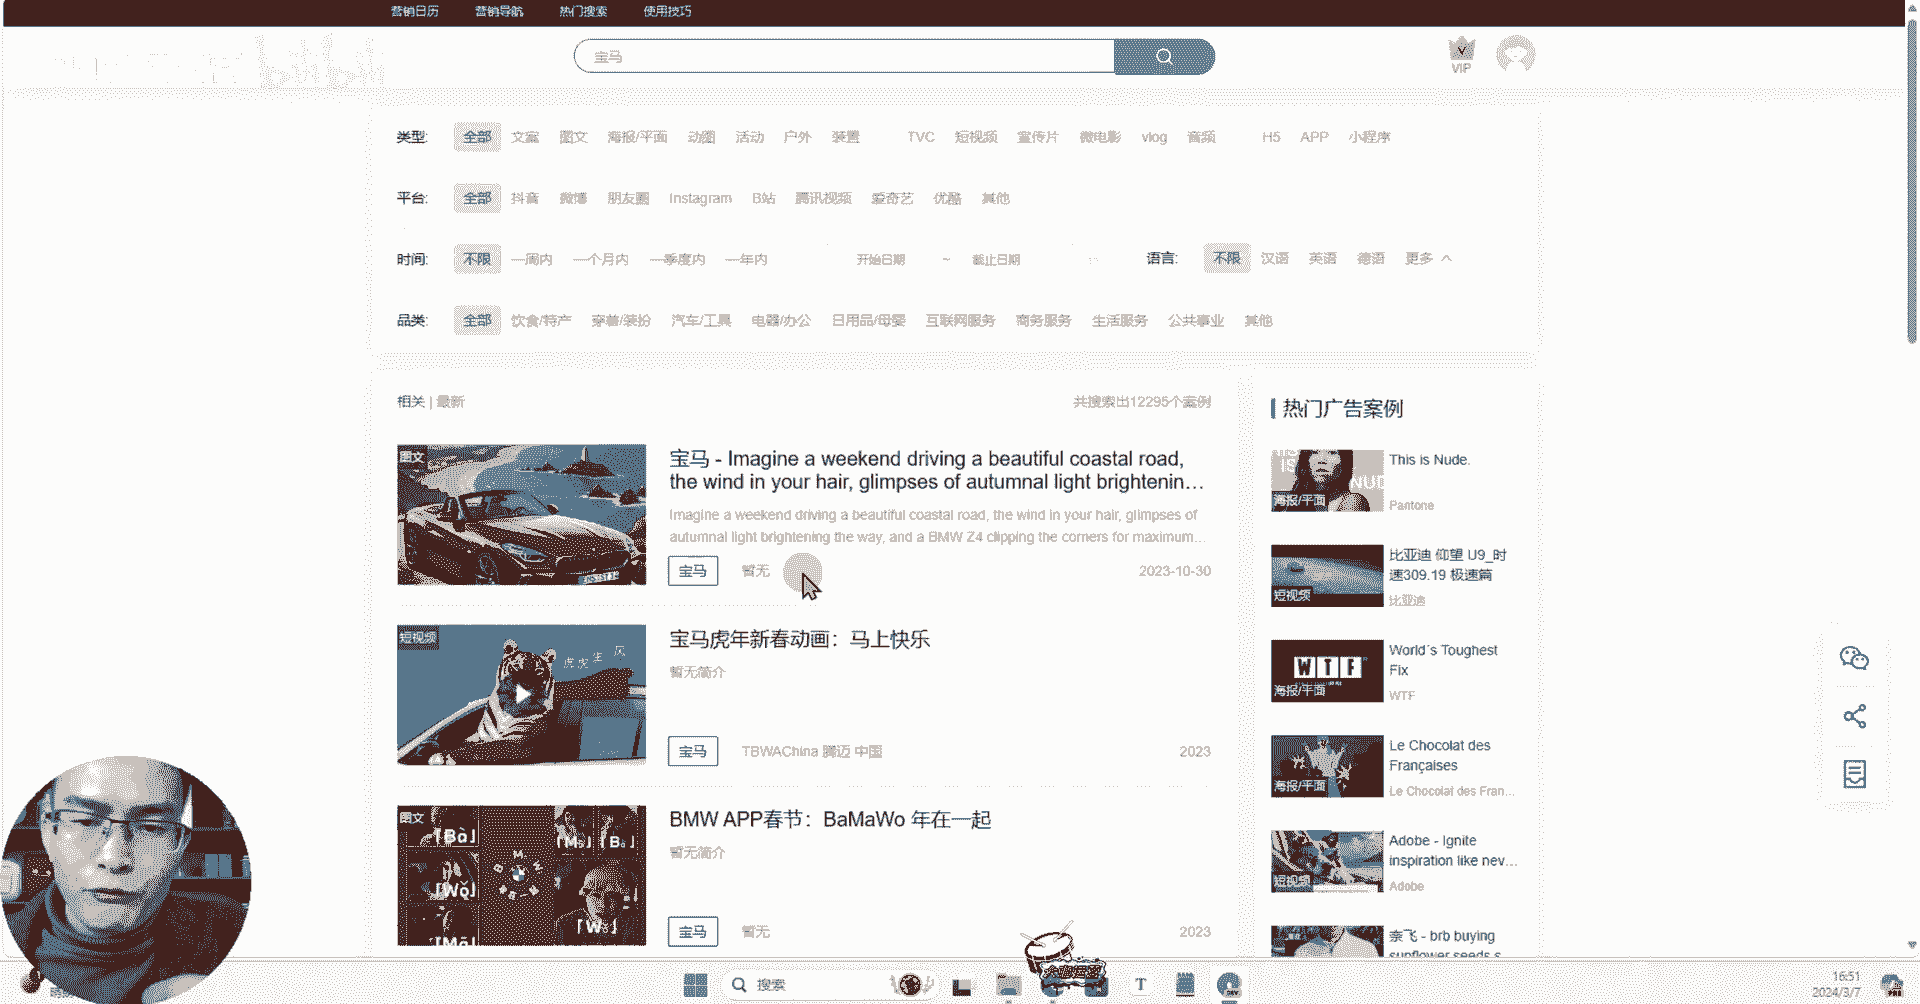 营销日历 营销导航 热门搜索 使用技巧
宝马
VIP
类型: 全部 文案 图文 海报/平面 动图 活动 户外 装置 TVC 短视频 宣传片 微电影 vlog 音频 H5 APP 小程序
平台: 全部 抖音 微博 朋友圈 Instagram B站 腾讯视频 爱奇艺 优酷 其他
时间: 不限 一周内 一个月内 一季度内 一年内 开始日期 ~ 截止日期 语言: 不限 汉语 英语 德语 更多
品类: 全部 饮食/特产 穿着/装扮 汽车/工具 电器/办公 日用品/母婴 互联网服务 商务服务 生活服务 公共事业 其他
相关 | 最新 共搜索出12295个案例
图文
宝马 - Imagine a weekend driving a beautiful coastal road,
the wind in your hair, glimpses of autumnal light brightenin...
Imagine a weekend driving a beautiful coastal road, the wind in your hair, glimpses of
autumnal light brightening the way, and a BMW Z4 clipping the corners for maximum...
宝马 暂无 2023-10-30
短视频
虎虎生风
宝马虎年新春动画：马上快乐
暂无简介
宝马 TBWAChina 腾迈 中国 2023
图文
「Bò」
「Wǒ」
BMW APP春节：BaMaWo 年在一起
暂无简介
宝马 暂无 2023
热门广告案例
海报/平面
This is Nude.
Pantone
短视频
比亚迪 仰望 U9_时
速309.19 极速篇
比亚迪
WTF
海报/平面
World´s Toughest
Fix
WTF
海报/平面
Le Chocolat des
Françaises
Le Chocolat des Fran...
短视频
Adobe - Ignite
inspiration like nev...
Adobe
奈飞 - brb buying
sunflower seeds s
搜索
T
DEV
16:51
2024/3/7